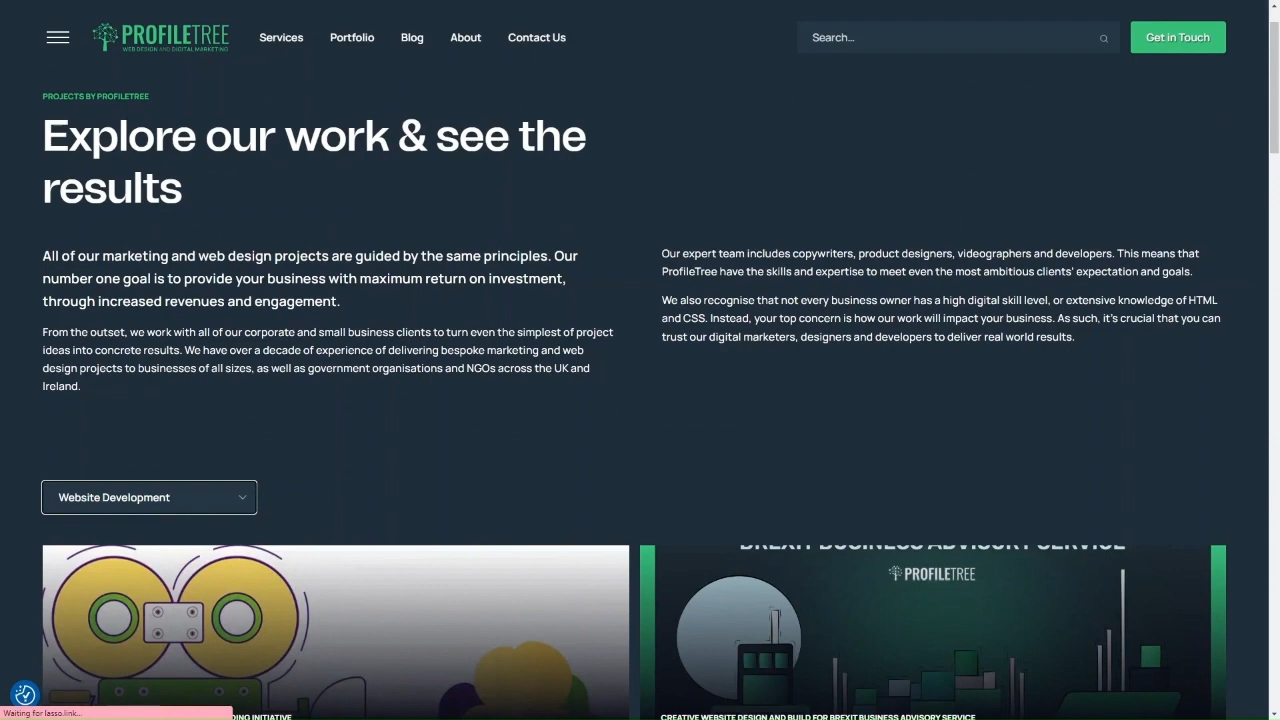 PROFILETREE
WEB DESIGN AND DIGITAL MARKETING
Services
Portfolio
Blog
About
Contact Us
Search...
Get in Touch
PROJECTS BY PROFILETREE
Explore our work & see the
results
All of our marketing and web design projects are guided by the same principles. Our
number one goal is to provide your business with maximum return on investment,
through increased revenues and engagement.
From the outset, we work with all of our corporate and small business clients to turn even the simplest of project
ideas into concrete results. We have over a decade of experience of delivering bespoke marketing and web
design projects to businesses of all sizes, as well as government organisations and NGOs across the UK and
Ireland.
Our expert team includes copywriters, product designers, videographers and developers. This means that
ProfileTree have the skills and expertise to meet even the most ambitious clients' expectation and goals.
We also recognise that not every business owner has a high digital skill level, or extensive knowledge of HTML
and CSS. Instead, your top concern is how our work will impact your business. As such, it's crucial that you can
trust our digital marketers, designers and developers to deliver real world results.
Website Development
BREXIT BUSINESS ADVISORY SERVICE
PROFILETREE
INITIATIVE
CREATIVE WEBSITE DESIGN AND BUILD FOR BREXIT BUSINESS ADVISORY SERVICE
Waiting for lasso.link...